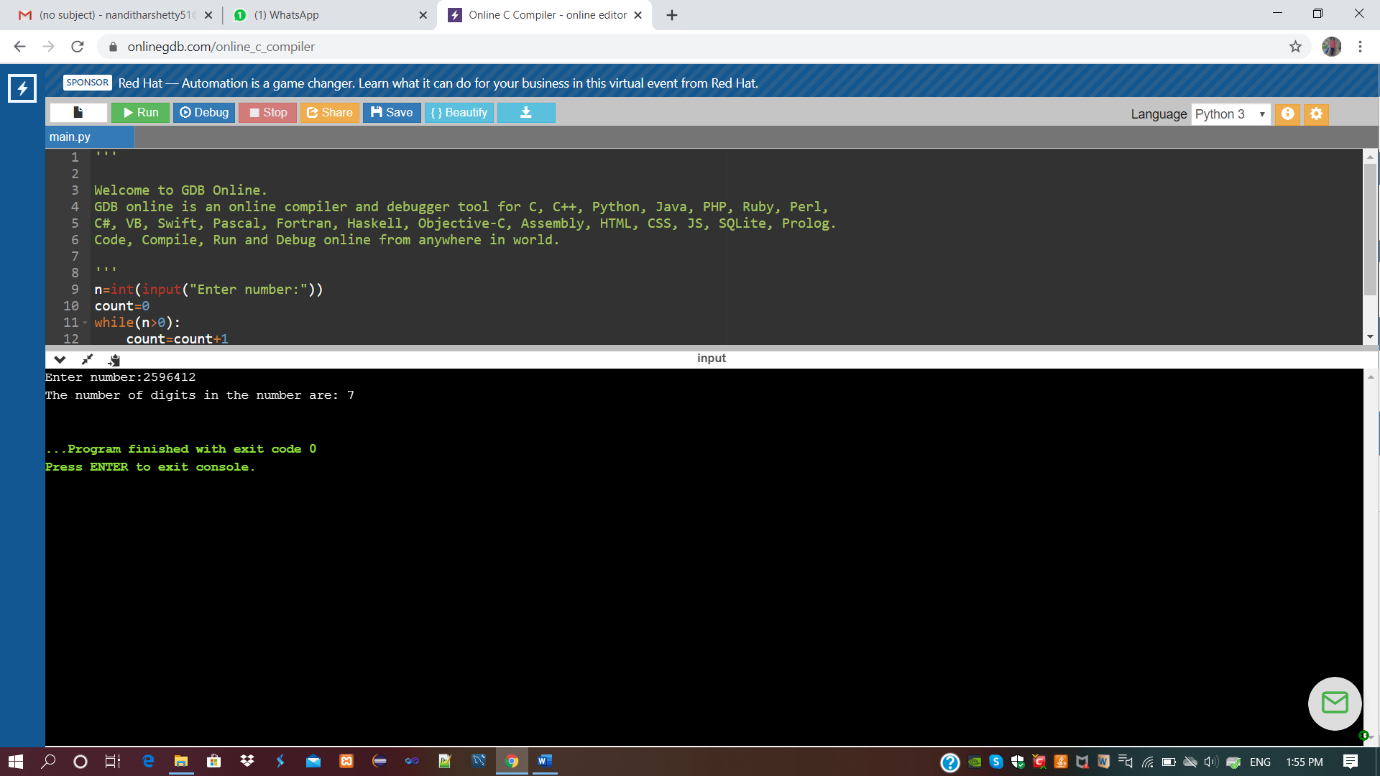 (no subject) - nanditharshetty51
(1) WhatsApp
Online C Compiler - online editor
onlinegdb.com/online_c_compiler
SPONSOR Red Hat — Automation is a game changer. Learn what it can do for your business in this virtual event from Red Hat.
Run Debug Stop Share Save { } Beautify Language Python 3
main.py
1 '''
2
3 Welcome to GDB Online.
4 GDB online is an online compiler and debugger tool for C, C++, Python, Java, PHP, Ruby, Perl,
5 C#, VB, Swift, Pascal, Fortran, Haskell, Objective-C, Assembly, HTML, CSS, JS, SQLite, Prolog.
6 Code, Compile, Run and Debug online from anywhere in world.
7
8 '''
9 n=int(input("Enter number:"))
10 count=0
11 while(n>0):
12 count=count+1
input
Enter number:2596412
The number of digits in the number are: 7
...Program finished with exit code 0
Press ENTER to exit console.
ENG 1:55 PM